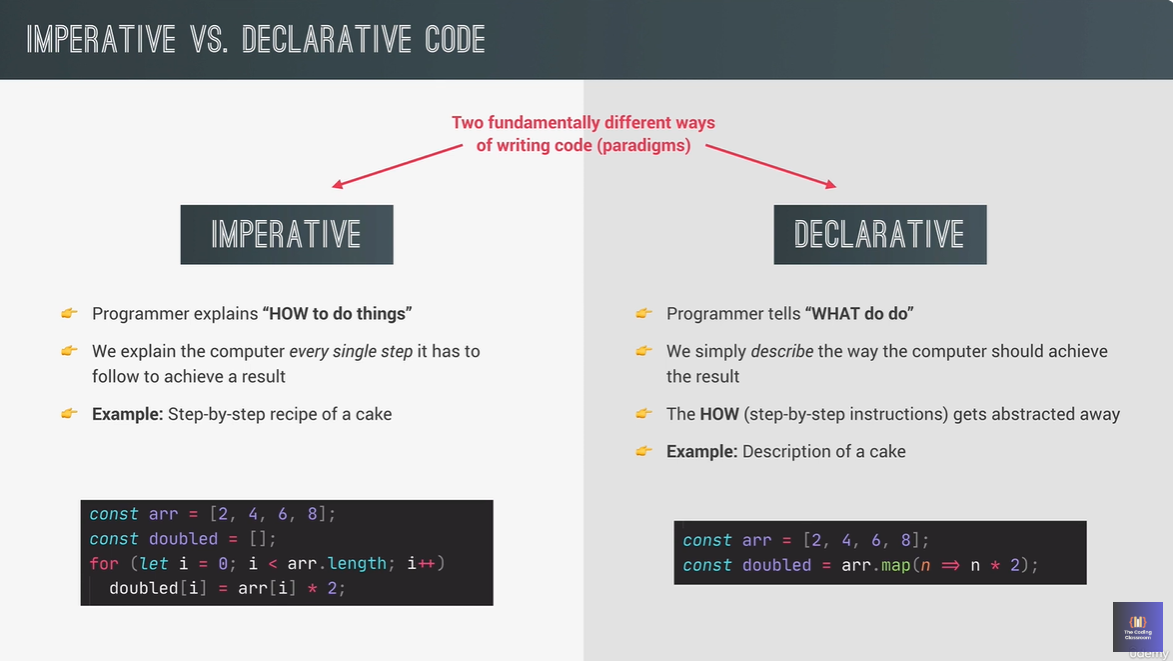 IMPERATIVE VS. DECLARATIVE CODE
Two fundamentally different ways
of writing code (paradigms)
IMPERATIVE
Programmer explains “HOW to do things”
We explain the computer every single step it has to
follow to achieve a result
Example: Step-by-step recipe of a cake
const arr = [2, 4, 6, 8];
const doubled = [];
for (let i = 0; i < arr.length; i++)
doubled[i] = arr[i] * 2;
DECLARATIVE
Programmer tells “WHAT do do”
We simply describe the way the computer should achieve
the result
The HOW (step-by-step instructions) gets abstracted away
Example: Description of a cake
const arr = [2, 4, 6, 8];
const doubled = arr.map(n => n * 2);
The Coding
Classroom
udemy